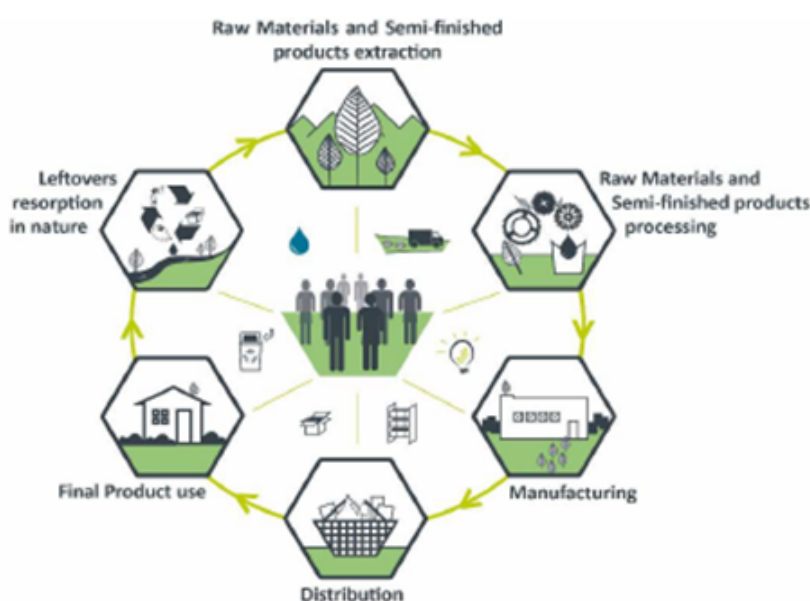 Raw Materials and Semi-finished
products extraction
Raw Materials and
Semi-finished products
processing
Manufacturing
Distribution
Final Product use
Leftovers
resorption
in nature